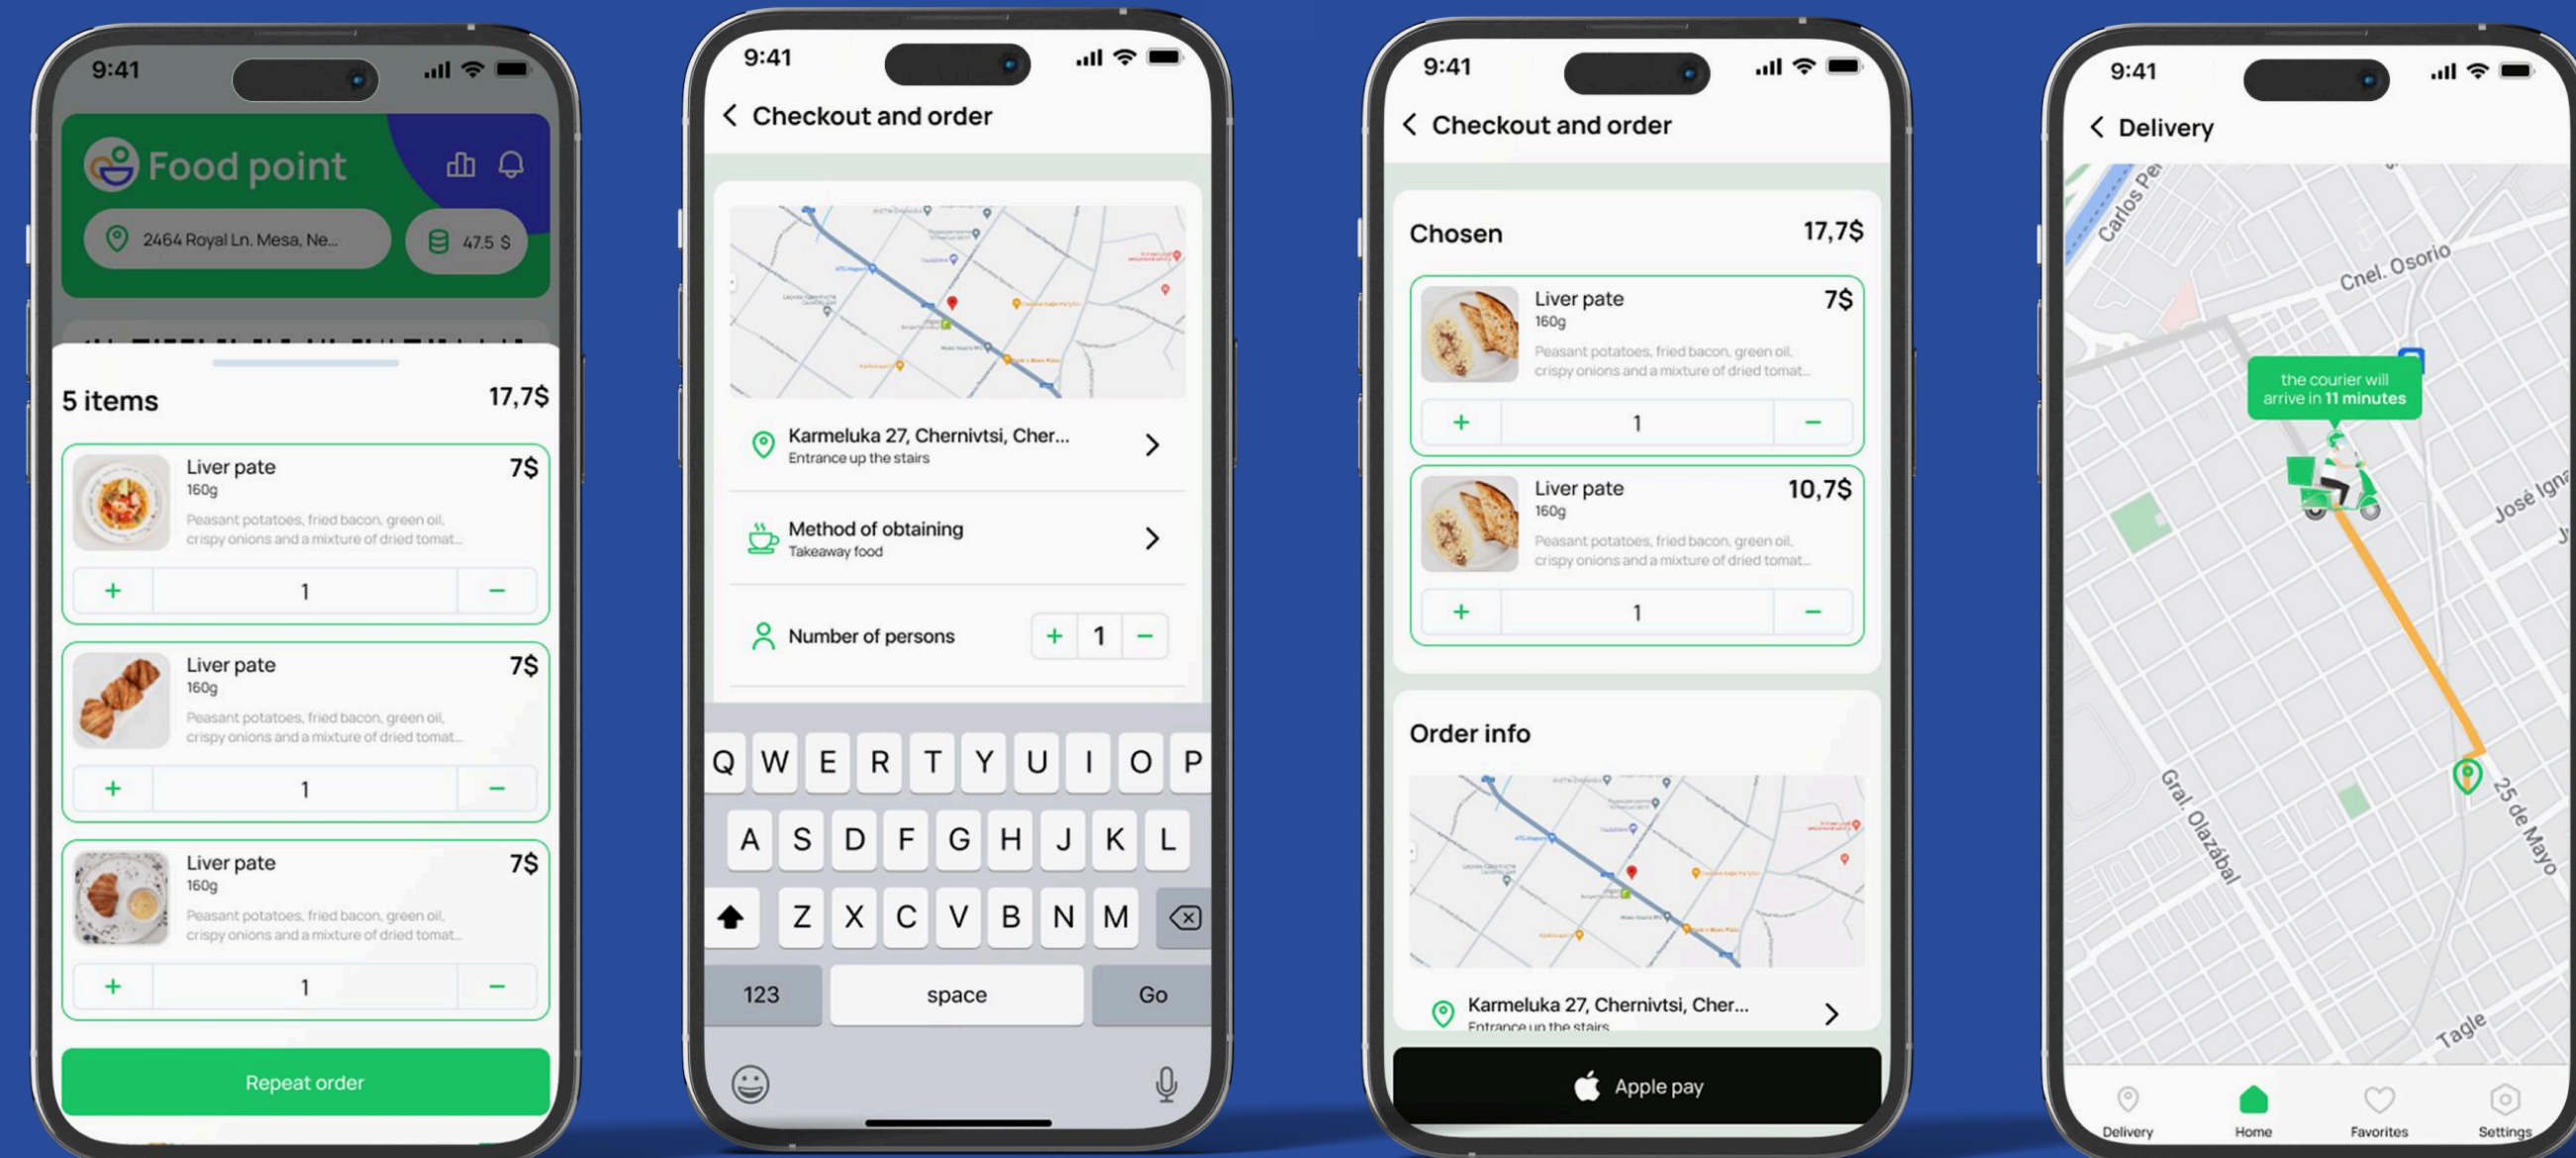 9:41
Food point
2464 Royal Ln. Mesa, Ne...
47.5 $
5 items
17,7$
Liver pate
7$
160g
Peasant potatoes, fried bacon, green oil,
crispy onions and a mixture of dried tomat...
+ 1 −
Liver pate
7$
160g
Peasant potatoes, fried bacon, green oil,
crispy onions and a mixture of dried tomat...
+ 1 −
Liver pate
7$
160g
Peasant potatoes, fried bacon, green oil,
crispy onions and a mixture of dried tomat...
+ 1 −
Repeat order
9:41
Checkout and order
Karmeluka 27, Chernivtsi, Cher...
Entrance up the stairs
Method of obtaining
Takeaway food
Number of persons
+ 1 −
Q W E R T Y U I O P
A S D F G H J K L
Z X C V B N M
123 space Go
9:41
Checkout and order
Chosen
17,7$
Liver pate
7$
160g
Peasant potatoes, fried bacon, green oil,
crispy onions and a mixture of dried tomat...
+ 1 −
Liver pate
10,7$
160g
Peasant potatoes, fried bacon, green oil,
crispy onions and a mixture of dried tomat...
+ 1 −
Order info
Karmeluka 27, Chernivtsi, Cher...
Entrance up the stairs
Apple pay
9:41
Delivery
Carlos Pe
Cnel. Osorio
the courier will
arrive in 11 minutes
José Igna
Gral. Olazábal
25 de Mayo
Tagle
Delivery
Home
Favorites
Settings